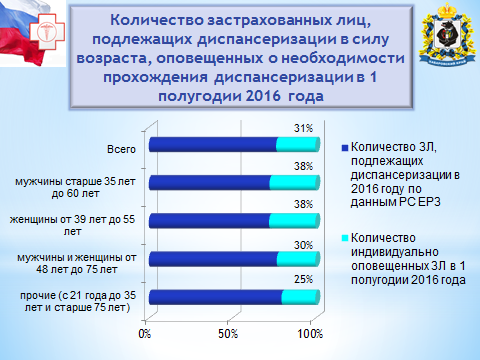 Количество застрахованных лиц,
подлежащих диспансеризации в силу
возраста, оповещенных о необходимости
прохождения диспансеризации в 1
полугодии 2016 года
31%
Всего
38%
мужчины старше 35 лет
до 60 лет
38%
женщины от 39 лет до 55
лет
30%
мужчины и женщины от
48 лет до 75 лет
25%
прочие (с 21 года до 35
лет и старше 75 лет)
0%
50%
100%
Количество ЗЛ,
подлежащих
диспансеризации в
2016 году по
данным РС ЕРЗ
Количество
индивидуально
оповещенных ЗЛ в 1
полугодии 2016 года